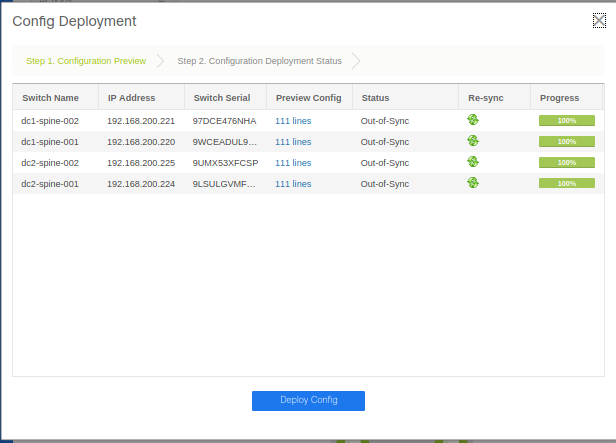 Config Deployment
Step 1. Configuration Preview Step 2. Configuration Deployment Status
Switch Name IP Address Switch Serial Preview Config Status Re-sync Progress
dc1-spine-002 192.168.200.221 97DCE476NHA 111 lines Out-of-Sync 100%
dc1-spine-001 192.168.200.220 9WCEADUL9... 111 lines Out-of-Sync 100%
dc2-spine-002 192.168.200.225 9UMX53XFCSP 111 lines Out-of-Sync 100%
dc2-spine-001 192.168.200.224 9LSULGVMF... 111 lines Out-of-Sync 100%
Deploy Config